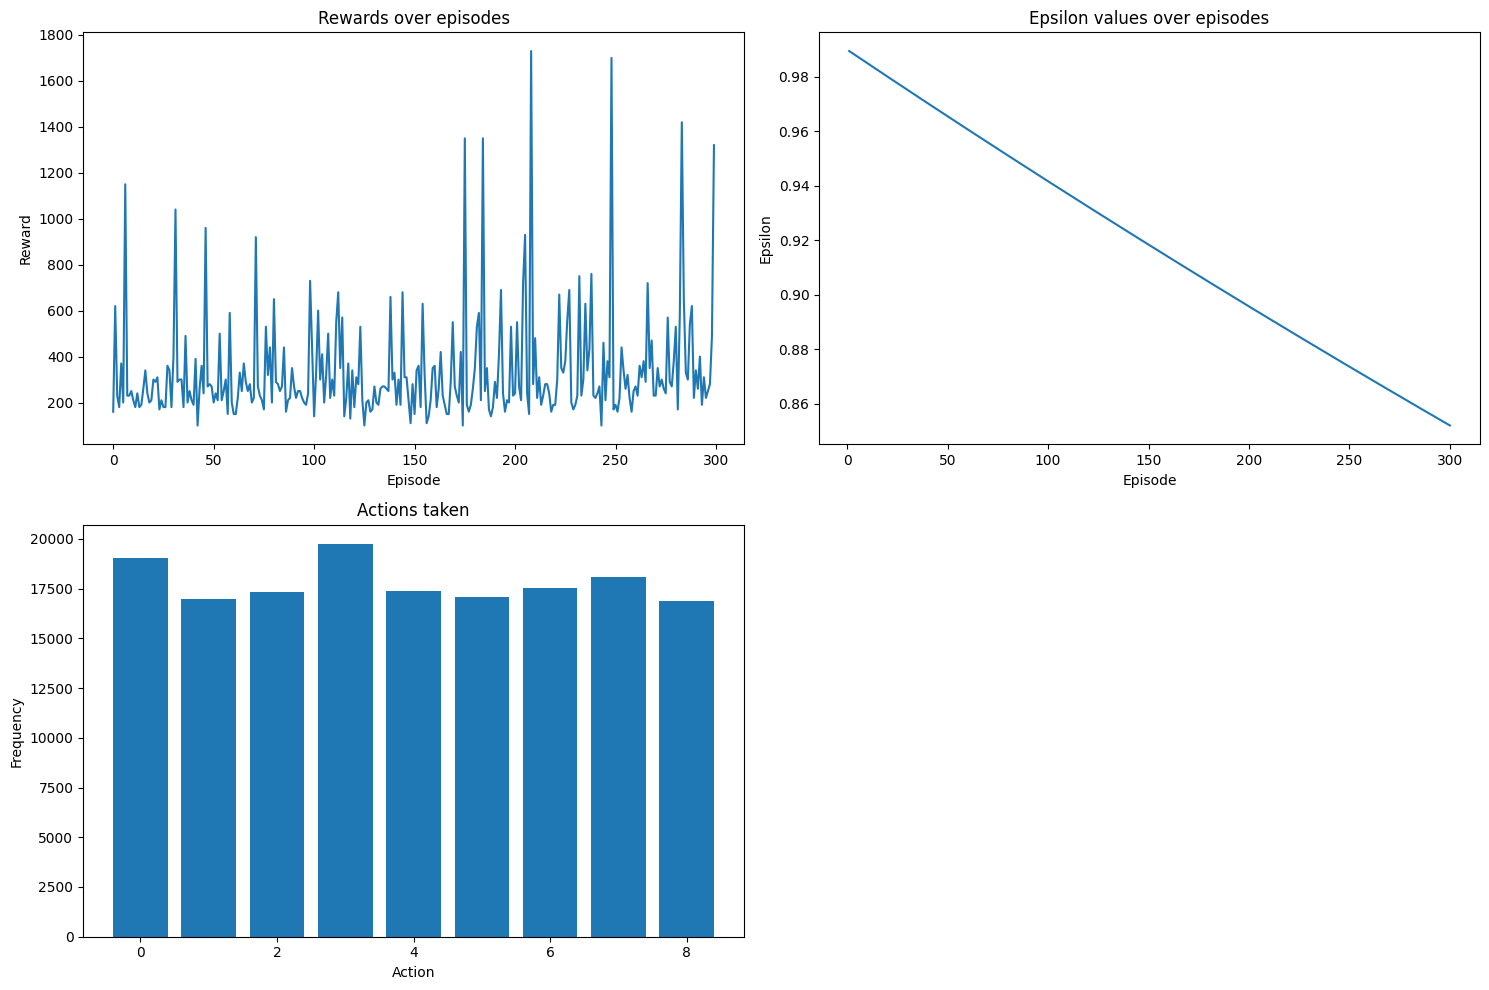 Rewards over episodes
1800
1600
1400
1200
1000
800
600
400
200
Reward
0 50 100 150 200 250 300
Episode
Epsilon values over episodes
0.98
0.96
0.94
0.92
0.90
0.88
0.86
Epsilon
0 50 100 150 200 250 300
Episode
Actions taken
20000
17500
15000
12500
10000
7500
5000
2500
0
Frequency
0 2 4 6 8
Action